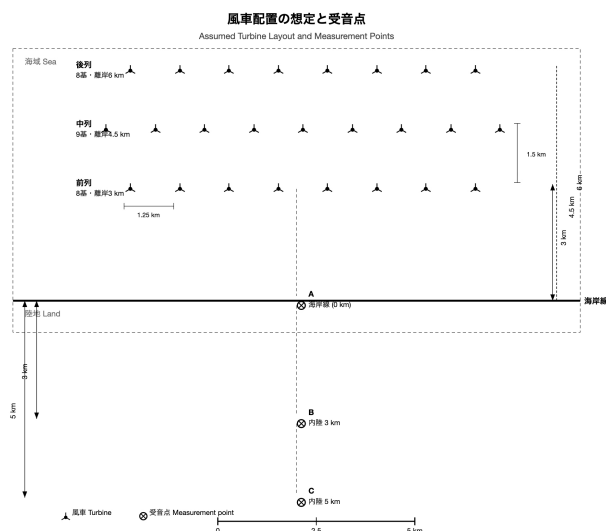 風車配置の想定と受音点
Assumed Turbine Layout and Measurement Points
海域 Sea
後列
8基・離岸6 km
中列
9基・離岸4.5 km
1.5 km
前列
8基・離岸3 km
1.25 km
6 km
4.5 km
3 km
A
海岸線 (0 km)
海岸線
陸地 Land
3 km
5 km
B
内陸 3 km
C
内陸 5 km
風車 Turbine
受音点 Measurement point
0
2.5
5 km